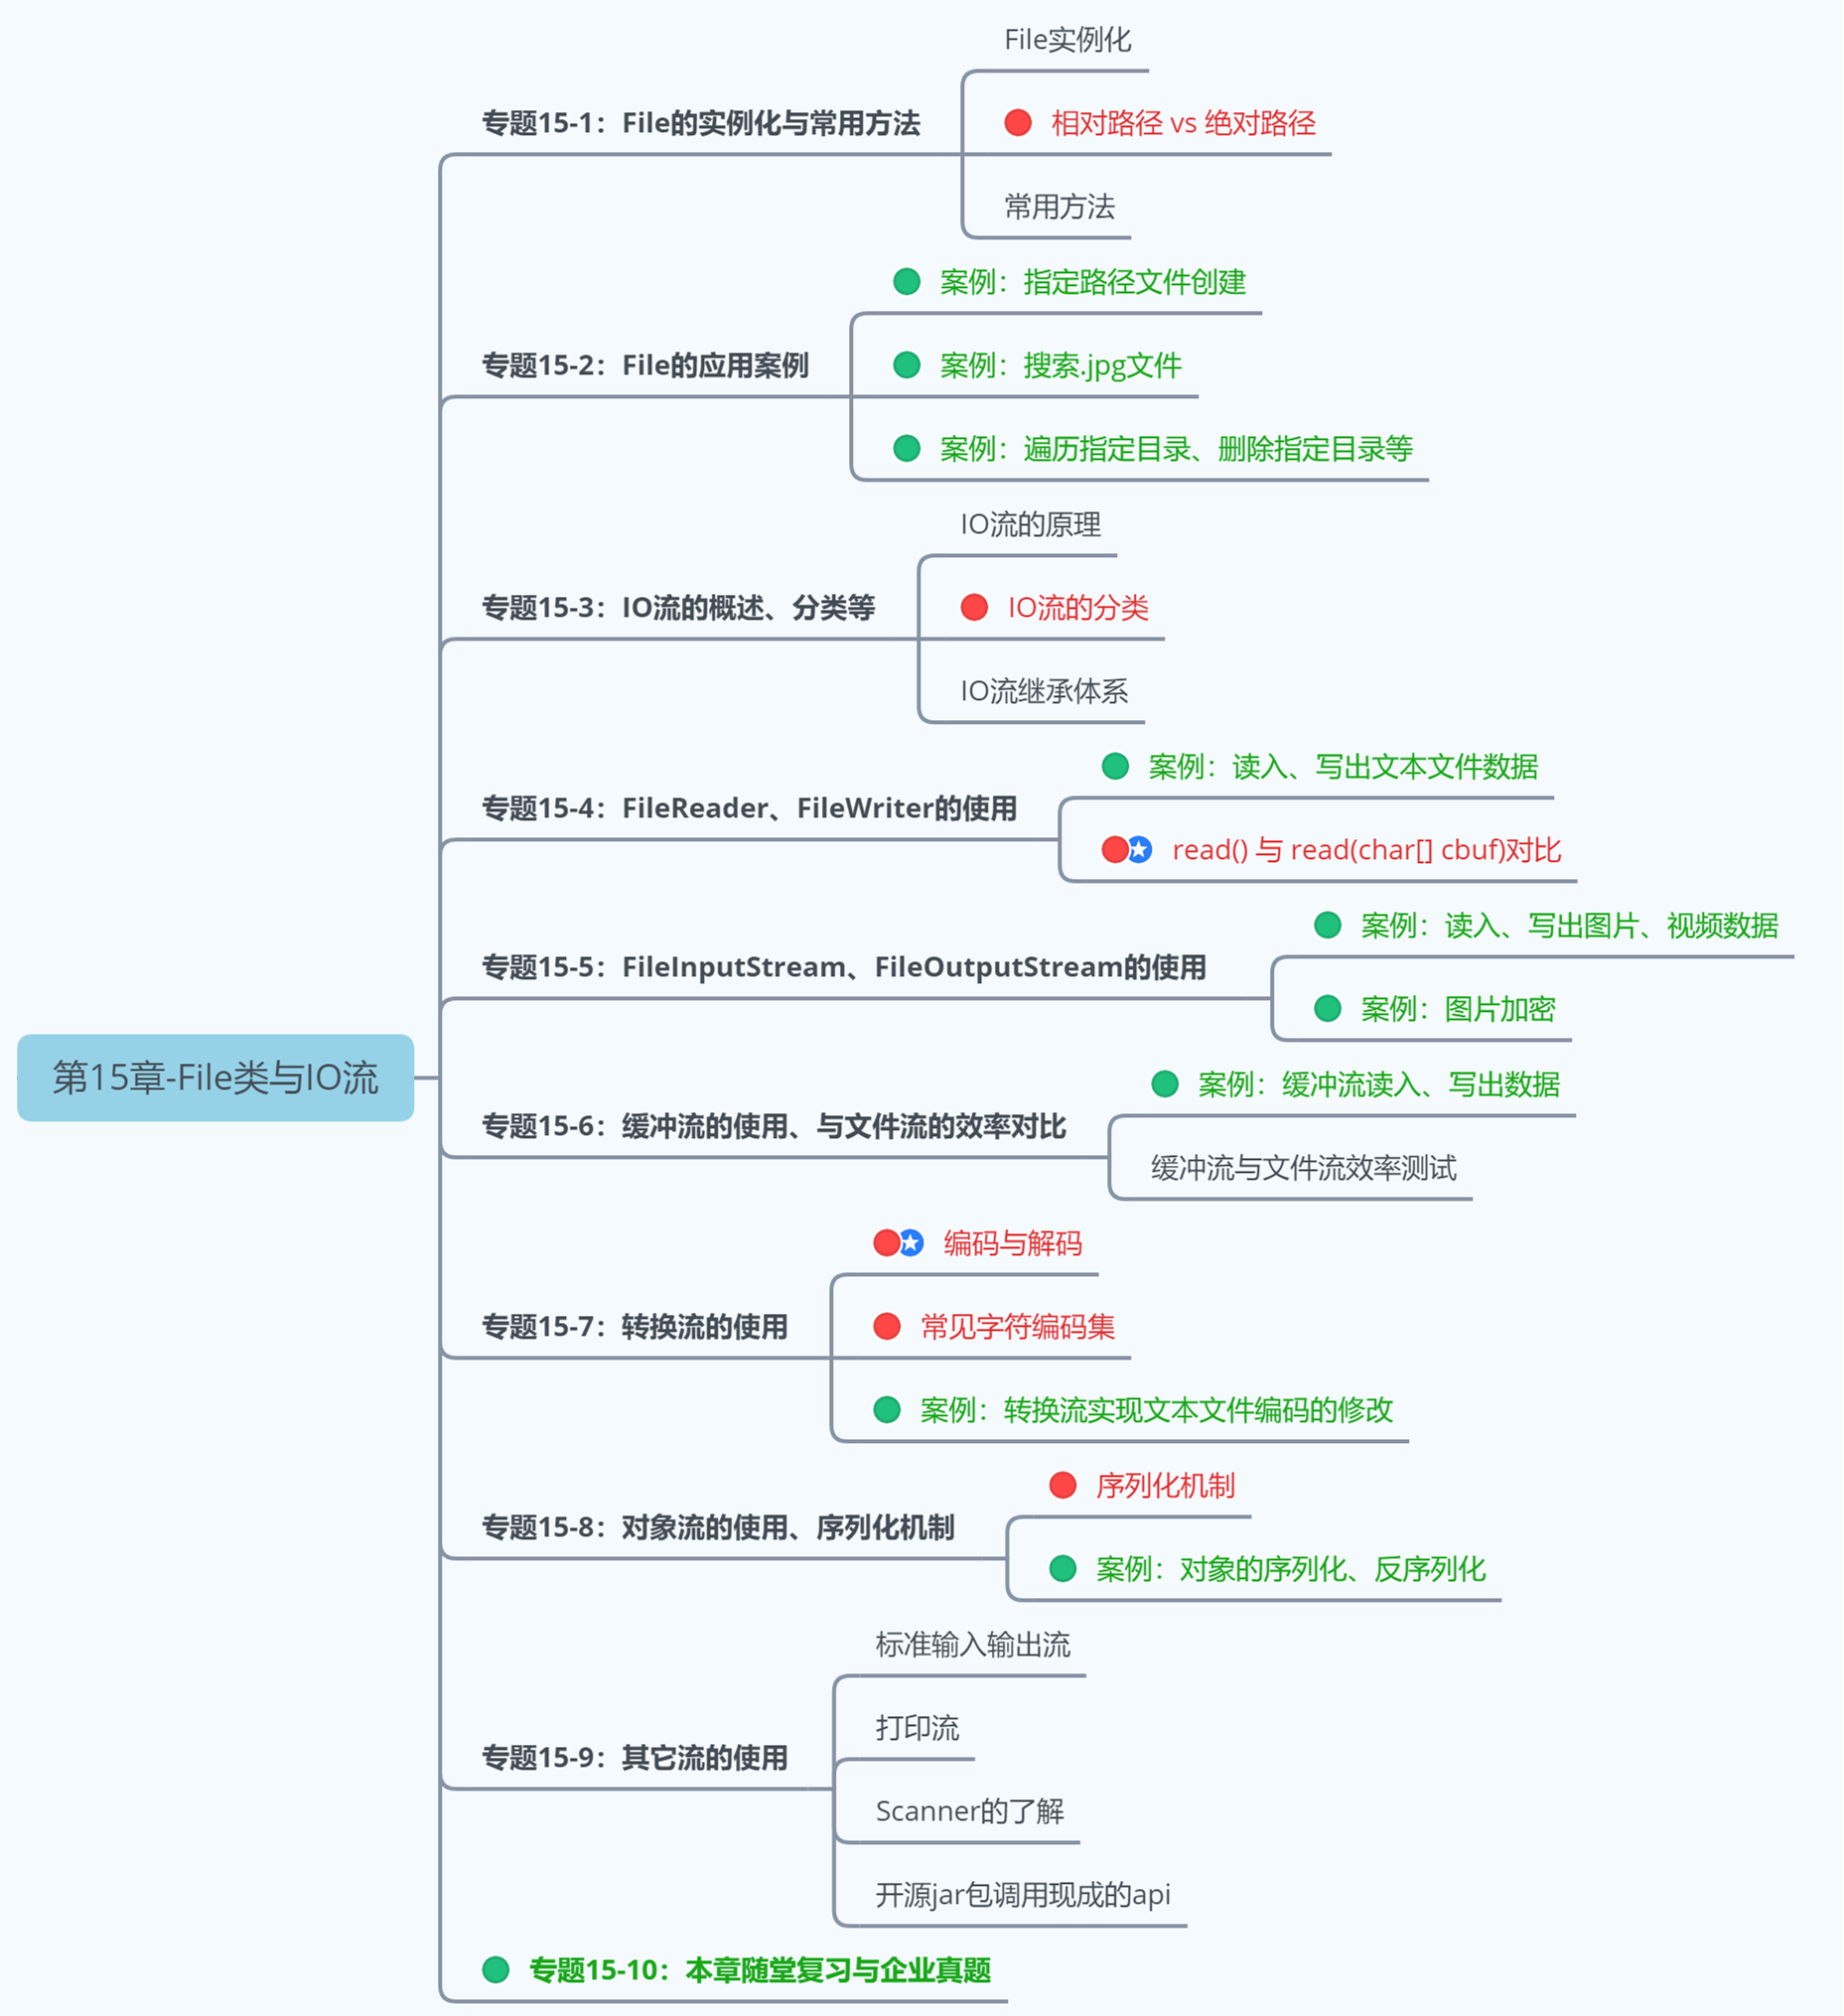 第15章-File类与IO流
专题15-1：File的实例化与常用方法
File实例化
相对路径 vs 绝对路径
常用方法
专题15-2：File的应用案例
案例：指定路径文件创建
案例：搜索.jpg文件
案例：遍历指定目录、删除指定目录等
专题15-3：IO流的概述、分类等
IO流的原理
IO流的分类
IO流继承体系
专题15-4：FileReader、FileWriter的使用
案例：读入、写出文本文件数据
read() 与 read(char[] cbuf)对比
专题15-5：FileInputStream、FileOutputStream的使用
案例：读入、写出图片、视频数据
案例：图片加密
专题15-6：缓冲流的使用、与文件流的效率对比
案例：缓冲流读入、写出数据
缓冲流与文件流效率测试
专题15-7：转换流的使用
编码与解码
常见字符编码集
案例：转换流实现文本文件编码的修改
专题15-8：对象流的使用、序列化机制
序列化机制
案例：对象的序列化、反序列化
专题15-9：其它流的使用
标准输入输出流
打印流
Scanner的了解
开源jar包调用现成的api
专题15-10：本章随堂复习与企业真题